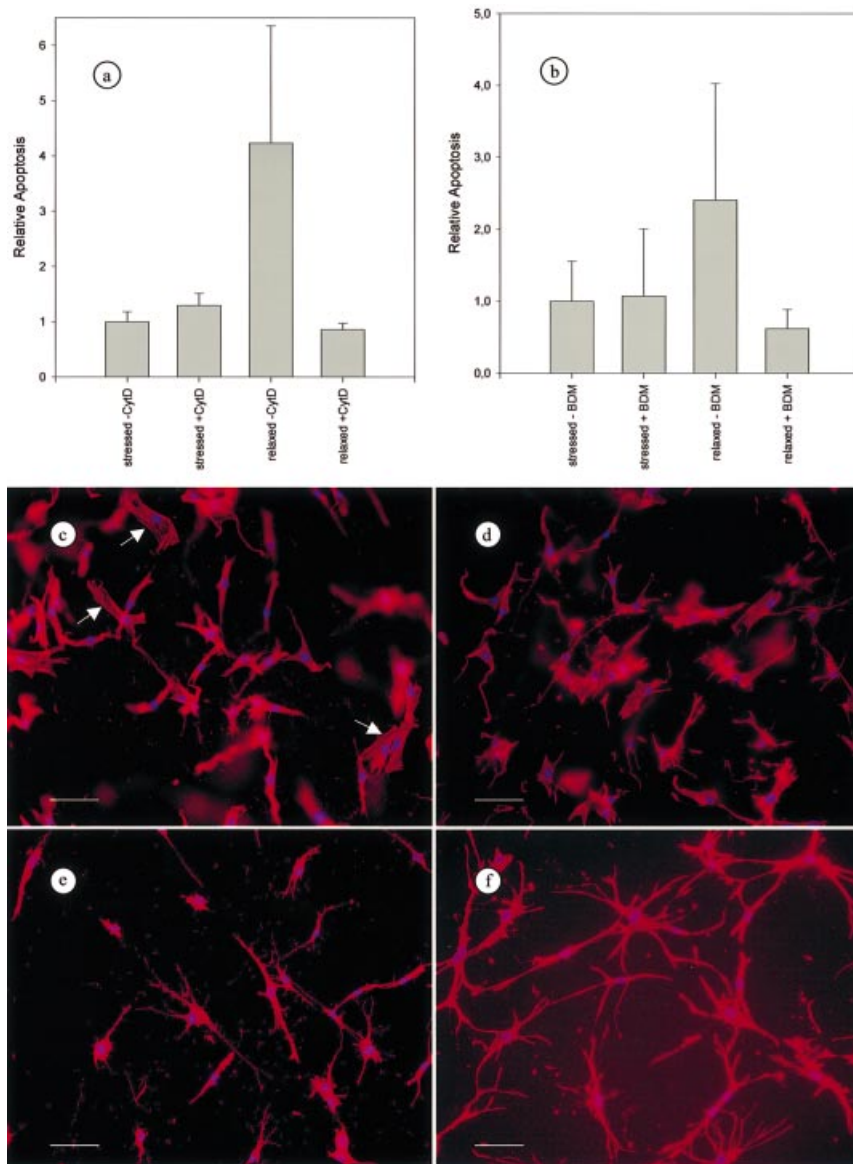 a
Relative Apoptosis
6
5
4
3
2
1
0
stressed -CytD
stressed +CytD
relaxed -CytD
relaxed +CytD
b
Relative Apoptosis
5,0
4,0
3,0
2,0
1,0
0,0
stressed - BDM
stressed + BDM
relaxed - BDM
relaxed + BDM
c
d
e
f